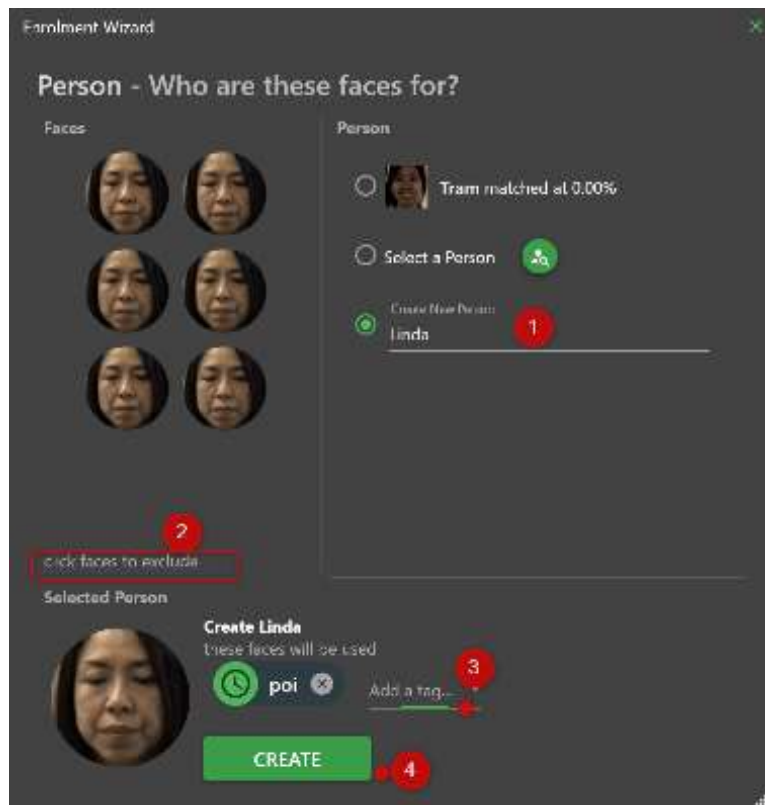 Enrolment Wizard
Person - Who are these faces for?
Faces
Person
Tram matched at 0.00%
Select a Person
Create New Person
Linda
1
2
click faces to exclude
Selected Person
Create Linda
these faces will be used
3
poi
Add a tag...
CREATE
4